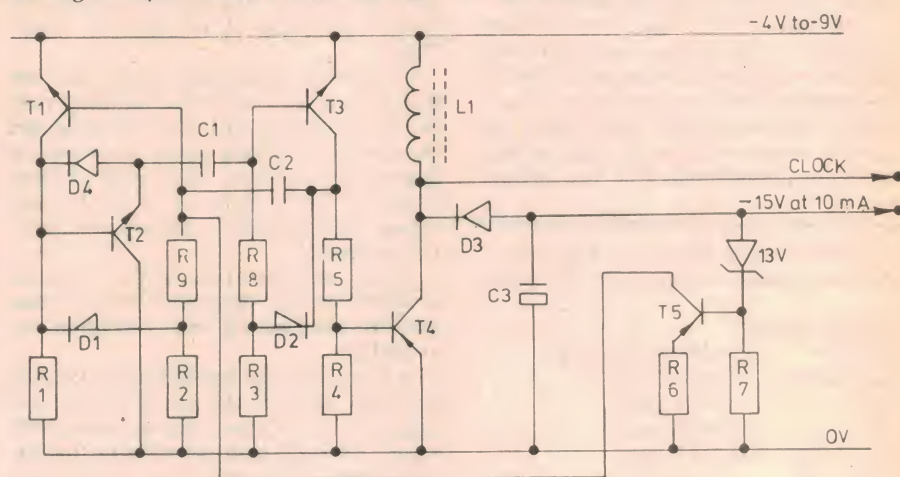 -4V to-9V
T1
T3
L1
C1
C2
D4
CLOCK
-15V at 10 mA
T2
R
9
R
8
R
5
D3
13V
C3
T5
D1
D2
T4
R
1
R
2
R
3
R
4
R
6
R
7
0V